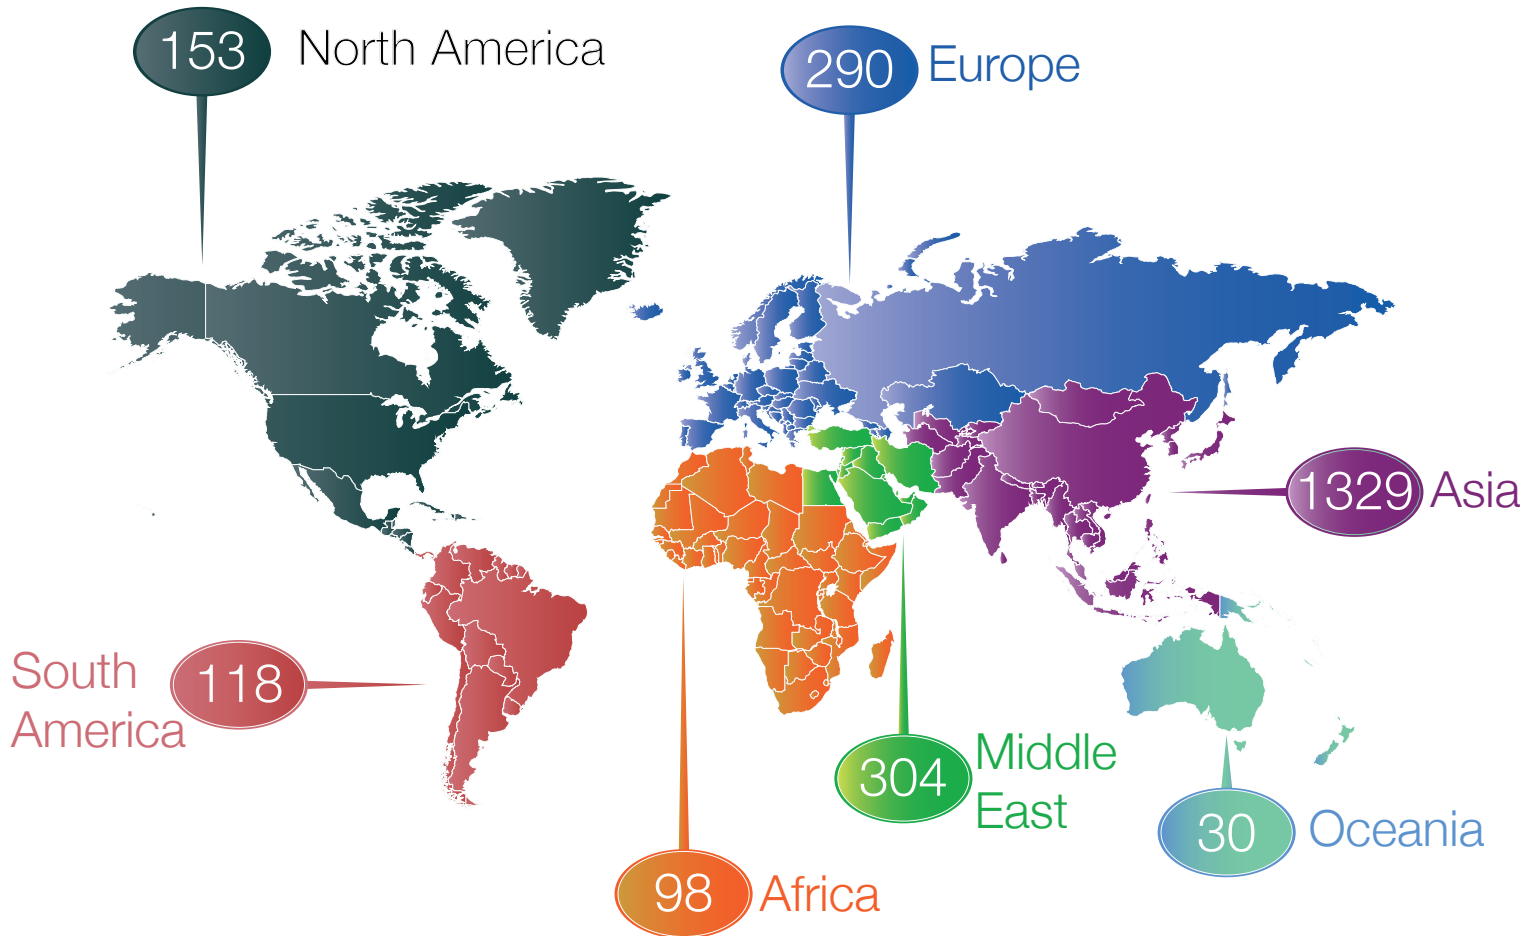 153 North America
290 Europe
1329 Asia
South
America
118
304
Middle
East
30 Oceania
98 Africa